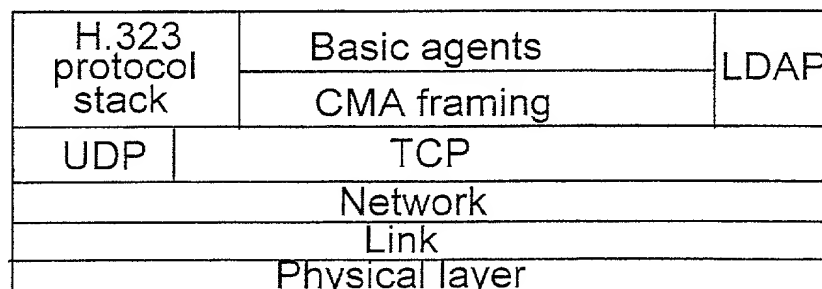 H.323
protocol
stack
Basic agents
CMA framing
LDAP
UDP
TCP
Network
Link
Physical layer